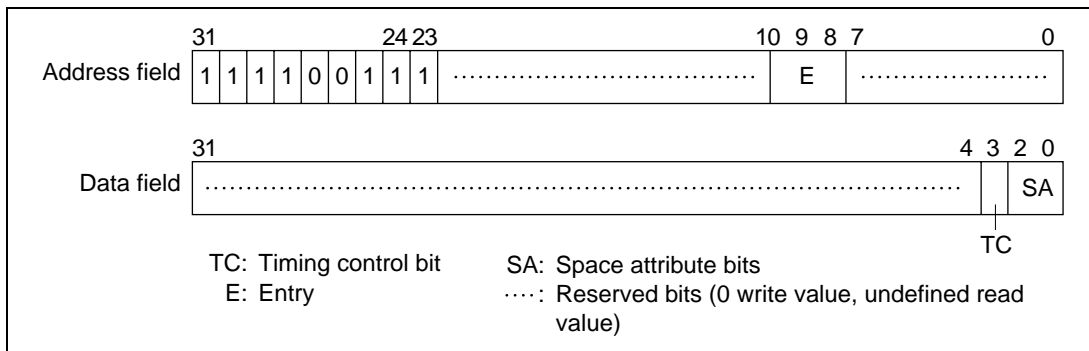 31 24 23 10 9 8 7 0
Address field 1 1 1 1 0 0 1 1 1 ........................................ E ........................
31 4 3 2 0
Data field .................................................................................................... SA
TC
TC: Timing control bit SA: Space attribute bits
E: Entry ····: Reserved bits (0 write value, undefined read
value)